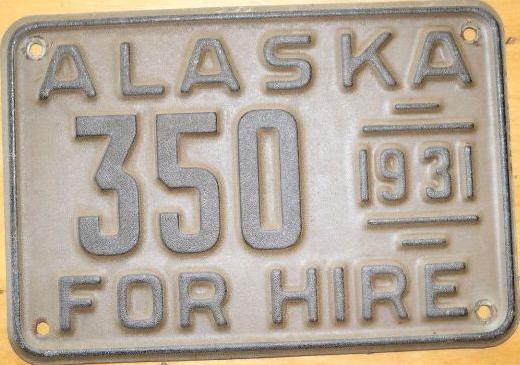 ALASKA
350 1931
FOR HIRE